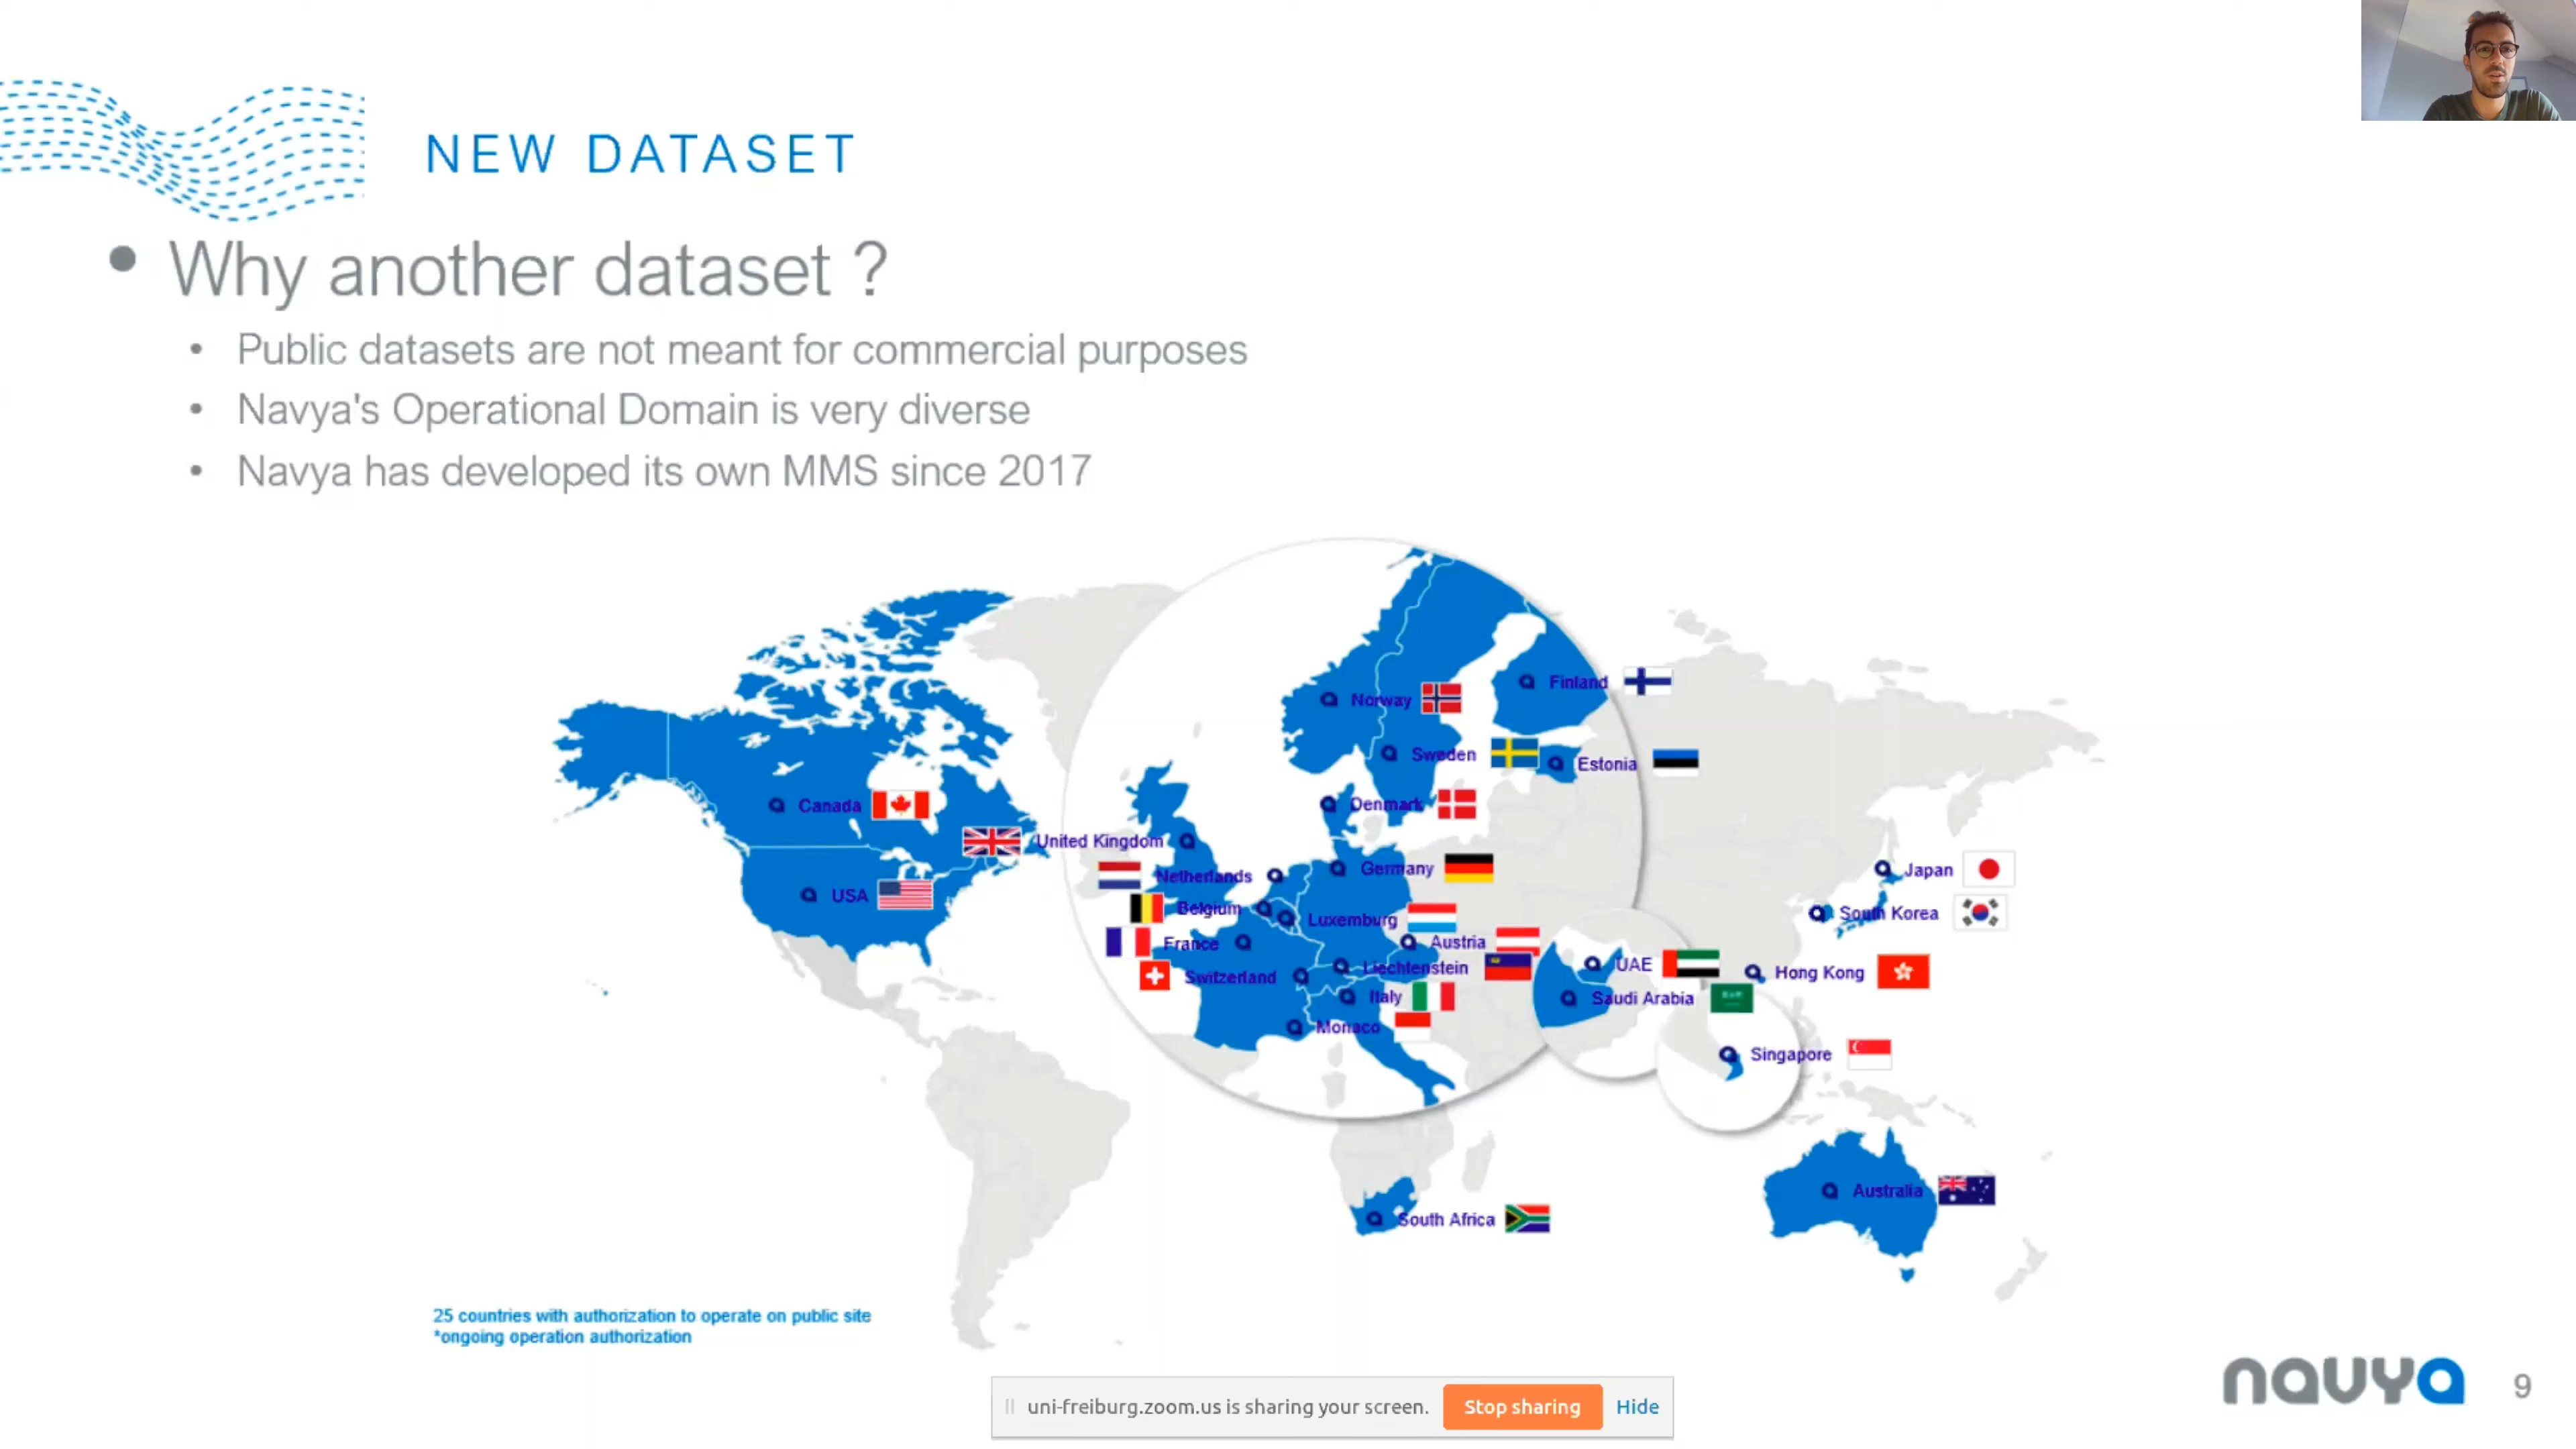 NEW DATASET
• Why another dataset ?
• Public datasets are not meant for commercial purposes
• Navya's Operational Domain is very diverse
• Navya has developed its own MMS since 2017
Norway
Finland
Sweden
Estonia
Canada
Denmark
United Kingdom
Netherlands
Germany
Japan
USA
Belgium
Luxemburg
South Korea
France
Austria
Switzerland
Liechtenstein
UAE
Hong Kong
Italy
Saudi Arabia
Monaco
Singapore
Australia
South Africa
25 countries with authorization to operate on public site
*ongoing operation authorization
navya
9
uni-freiburg.zoom.us is sharing your screen. Stop sharing Hide